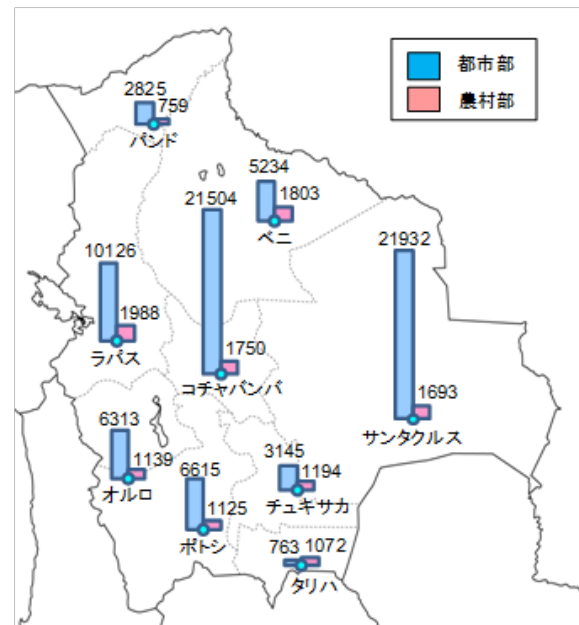 都市部
農村部
2825
759
パンド
5234
1803
ベニ
21504
1750
コチャバンバ
21932
1693
サンタクルス
10126
1988
ラパス
6313
1139
オルロ
6615
1125
ポトシ
3145
1194
チュキサカ
763
1072
タリハ